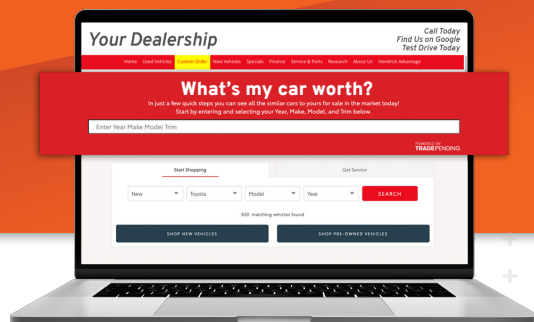 Your Dealership
Call Today
Find Us on Google
Test Drive Today
Home Used Vehicles Custom Order New Vehicles Specials Finance Service & Parts Research About Us Hendrick Advantage
What's my car worth?
In just a few quick steps you can see all the similar cars to yours for sale in the market today!
Start by entering and selecting your Year, Make, Model, and Trim below.
Enter Year Make Model Trim
POWERED BY
TRADEPENDING
Start Shopping Get Service
New Toyota Model Year SEARCH
830 matching vehicles found
SHOP NEW VEHICLES SHOP PRE-OWNED VEHICLES